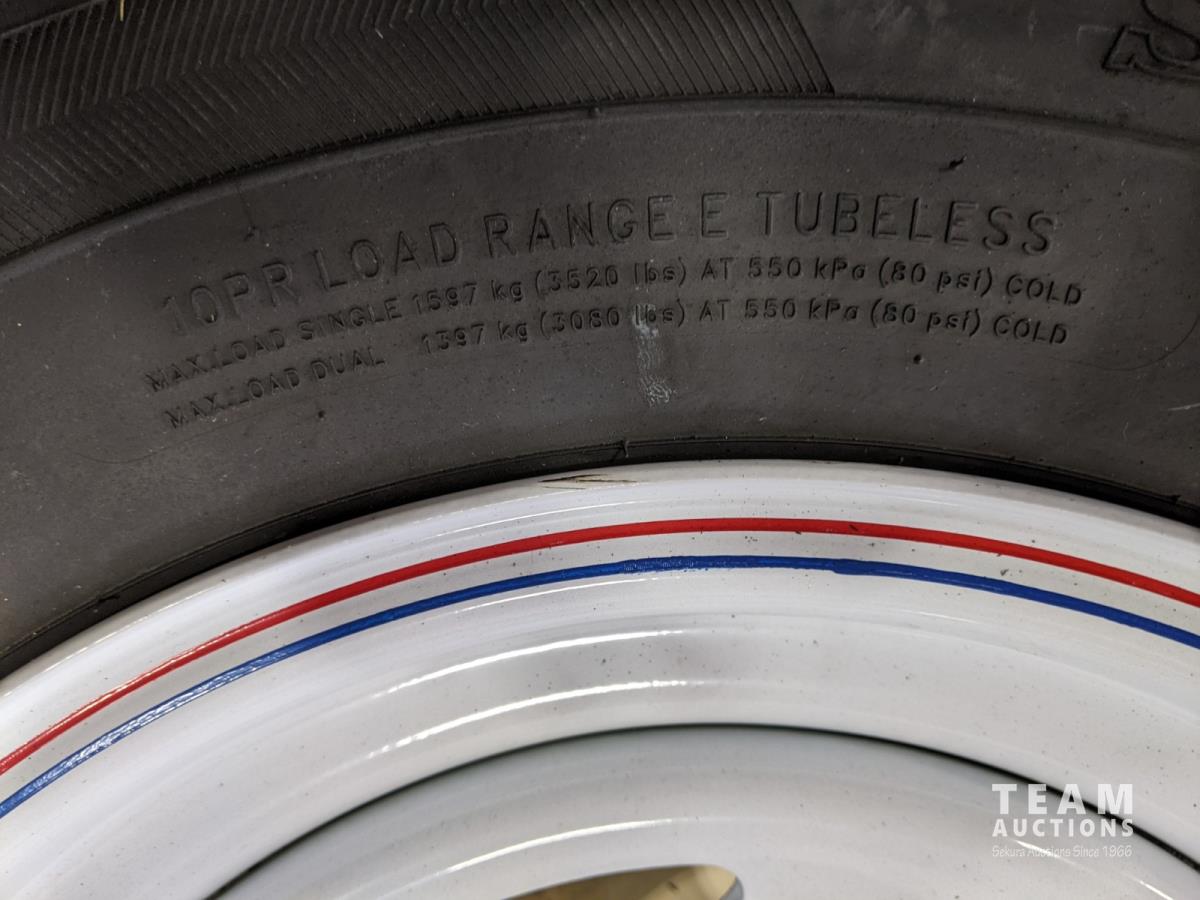 10PR LOAD RANGE E TUBELESS
MAX.LOAD SINGLE 1597 kg (3520 lbs) AT 550 kPa (80 psi) COLD
MAX.LOAD DUAL 1397 kg (3080 lbs) AT 550 kPa (80 psi) COLD
TEAM
AUCTIONS
Sekura Auctions Since 1966